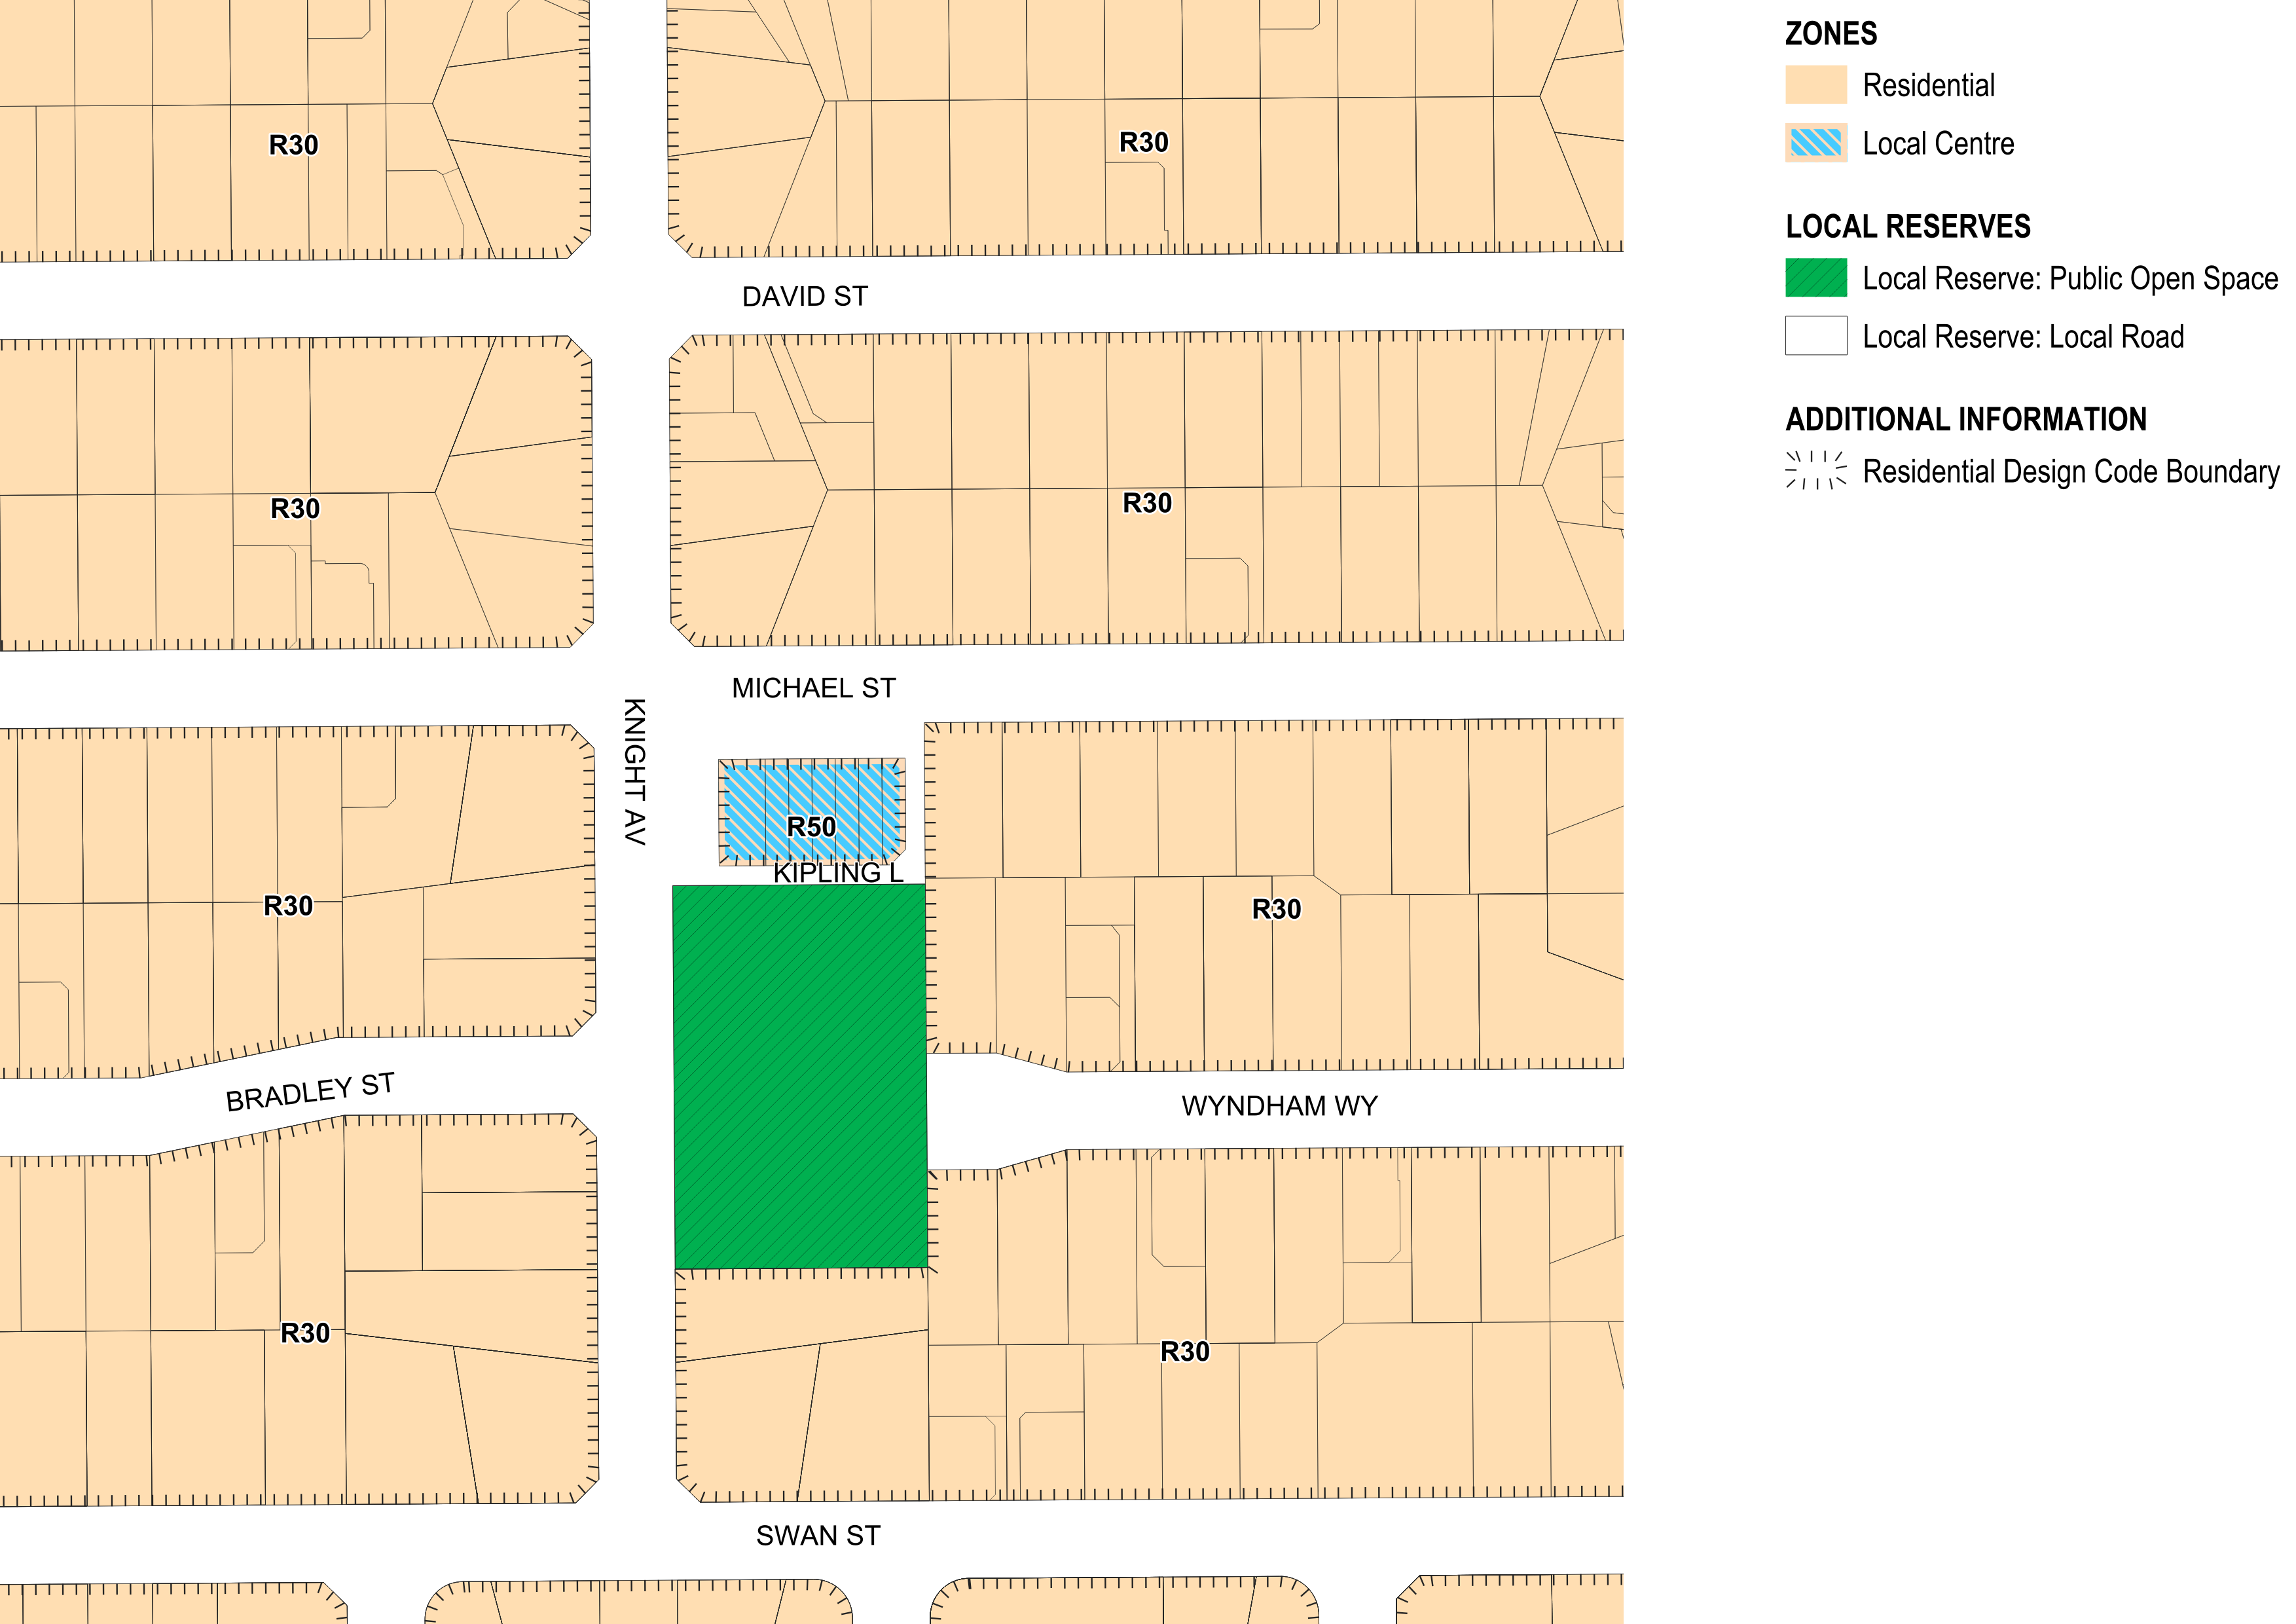 ZONES
Residential
Local Centre
LOCAL RESERVES
Local Reserve: Public Open Space
Local Reserve: Local Road
ADDITIONAL INFORMATION
Residential Design Code Boundary
R30
R30
DAVID ST
R30
R30
MICHAEL ST
KNIGHT AV
R50
KIPLING L
R30
R30
BRADLEY ST
WYNDHAM WY
R30
R30
SWAN ST